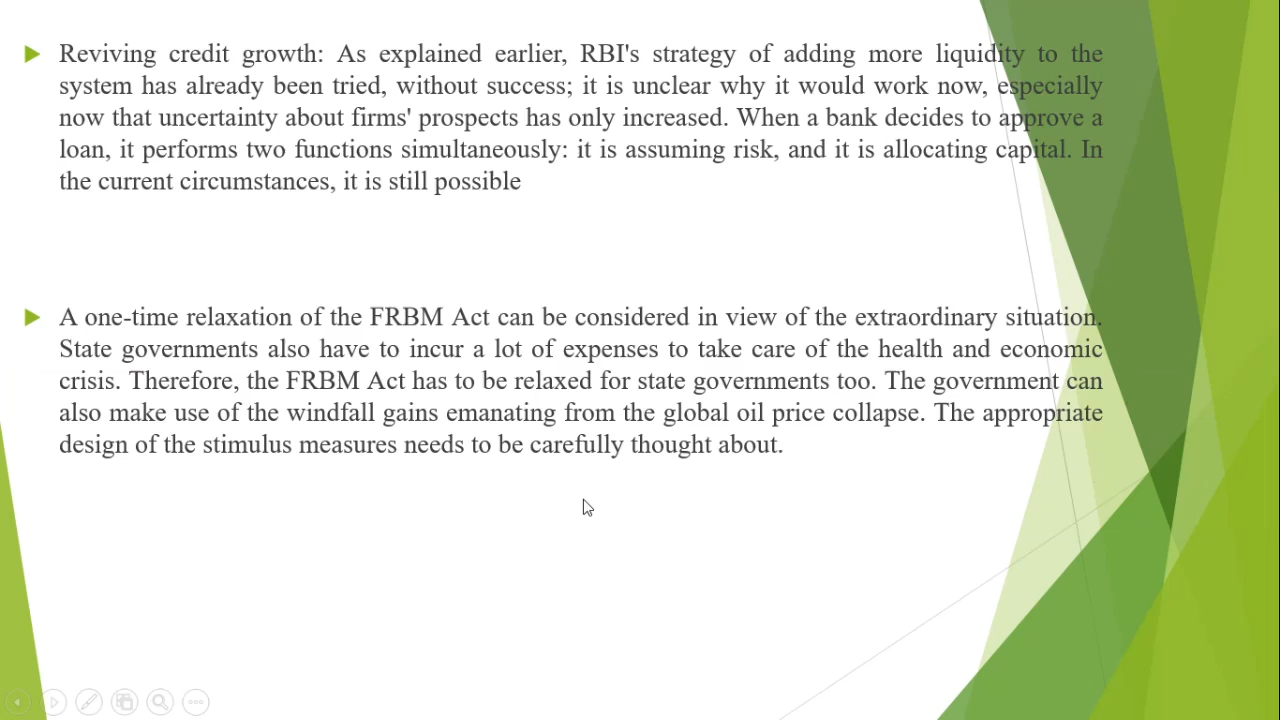 Reviving credit growth: As explained earlier, RBI's strategy of adding more liquidity to the
system has already been tried, without success; it is unclear why it would work now, especially
now that uncertainty about firms' prospects has only increased. When a bank decides to approve a
loan, it performs two functions simultaneously: it is assuming risk, and it is allocating capital. In
the current circumstances, it is still possible
A one-time relaxation of the FRBM Act can be considered in view of the extraordinary situation.
State governments also have to incur a lot of expenses to take care of the health and economic
crisis. Therefore, the FRBM Act has to be relaxed for state governments too. The government can
also make use of the windfall gains emanating from the global oil price collapse. The appropriate
design of the stimulus measures needs to be carefully thought about.